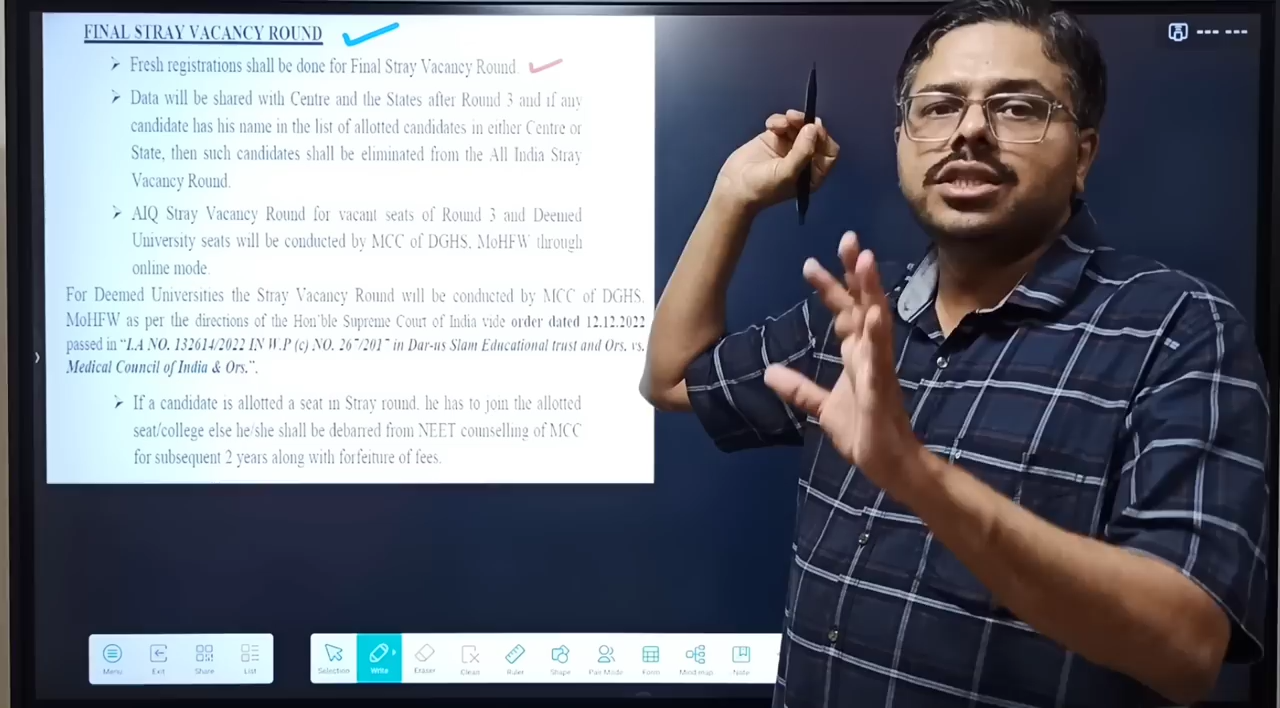 FINAL STRAY VACANCY ROUND
➢ Fresh registrations shall be done for Final Stray Vacancy Round.
➢ Data will be shared with Centre and the States after Round 3 and if any
candidate has his name in the list of allotted candidates in either Centre or
State, then such candidates shall be eliminated from the All India Stray
Vacancy Round.
➢ AIQ Stray Vacancy Round for vacant seats of Round 3 and Deemed
University seats will be conducted by MCC of DGHS, MoHFW through
online mode.
For Deemed Universities the Stray Vacancy Round will be conducted by MCC of DGHS,
MoHFW as per the directions of the Hon'ble Supreme Court of India vide order dated 12.12.2022
passed in "I.A NO. 132614/2022 IN W.P (c) NO. 267/2017 in Dar-us Slam Educational trust and Ors. vs.
Medical Council of India & Ors.".
➢ If a candidate is allotted a seat in Stray round, he has to join the allotted
seat/college else he/she shall be debarred from NEET counselling of MCC
for subsequent 2 years along with forfeiture of fees.
Menu Exit Share List Selection Write Eraser Clean Ruler Shape Pan Mode Form Mind map Note